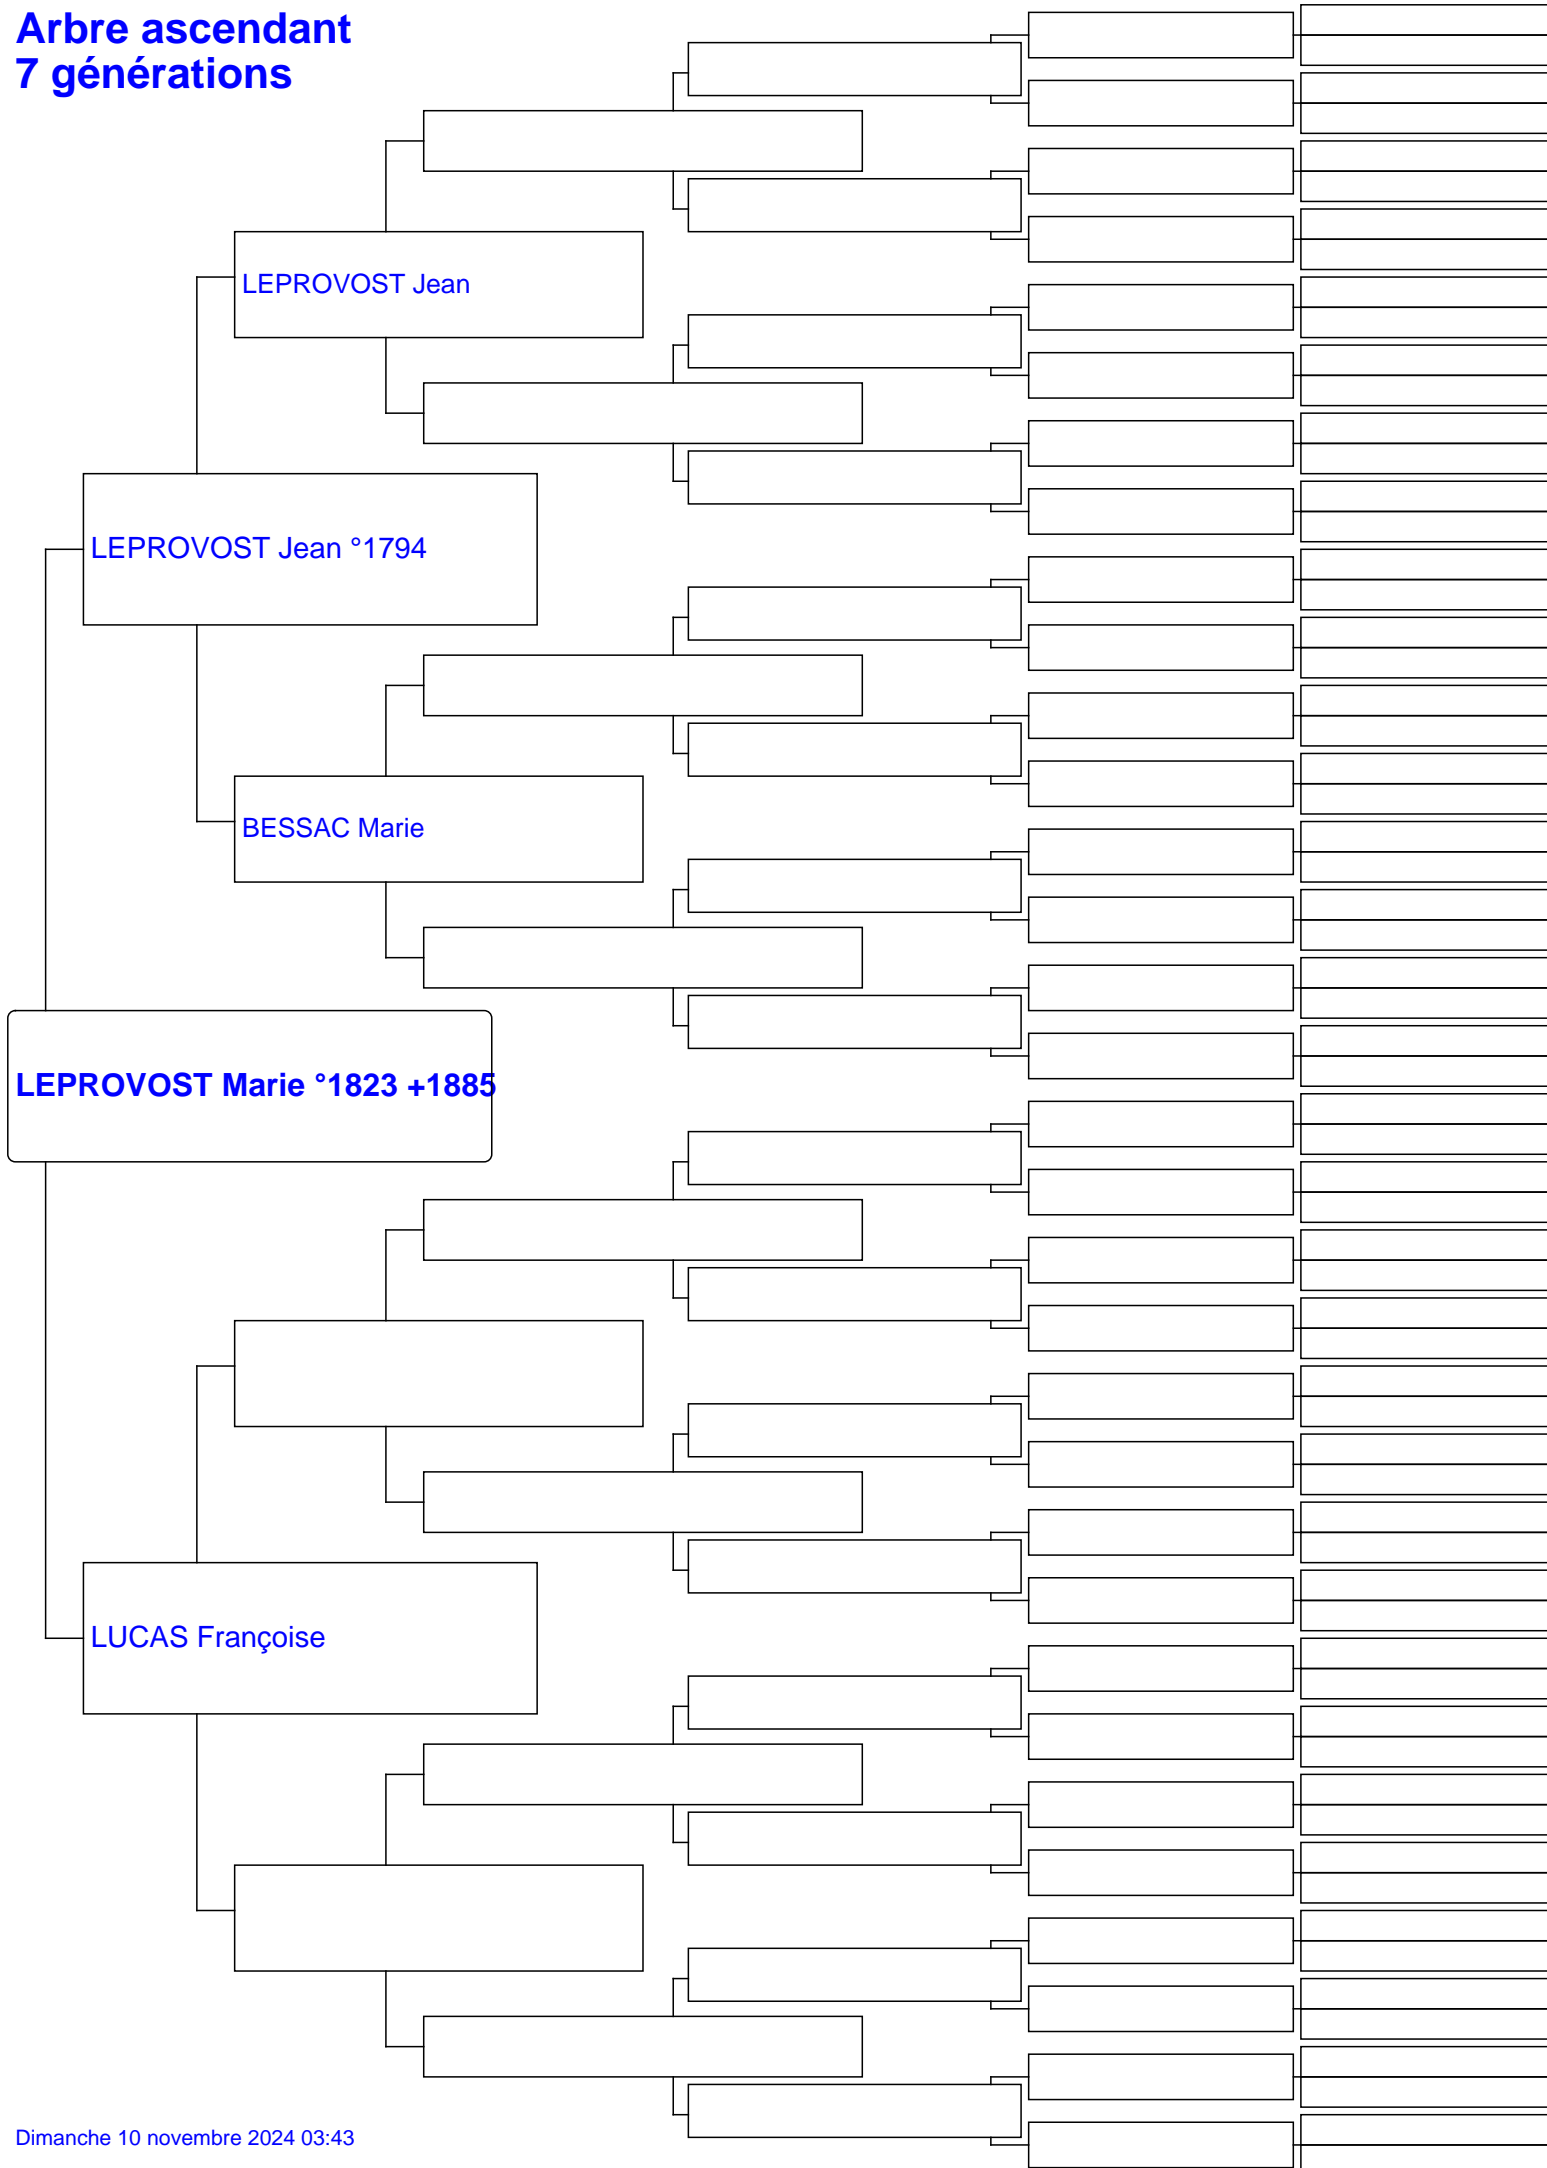 Arbre ascendant
7 générations
LEPROVOST Jean
LEPROVOST Jean °1794
BESSAC Marie
LEPROVOST Marie °1823 +1885
LUCAS Françoise
Dimanche 10 novembre 2024 03:43